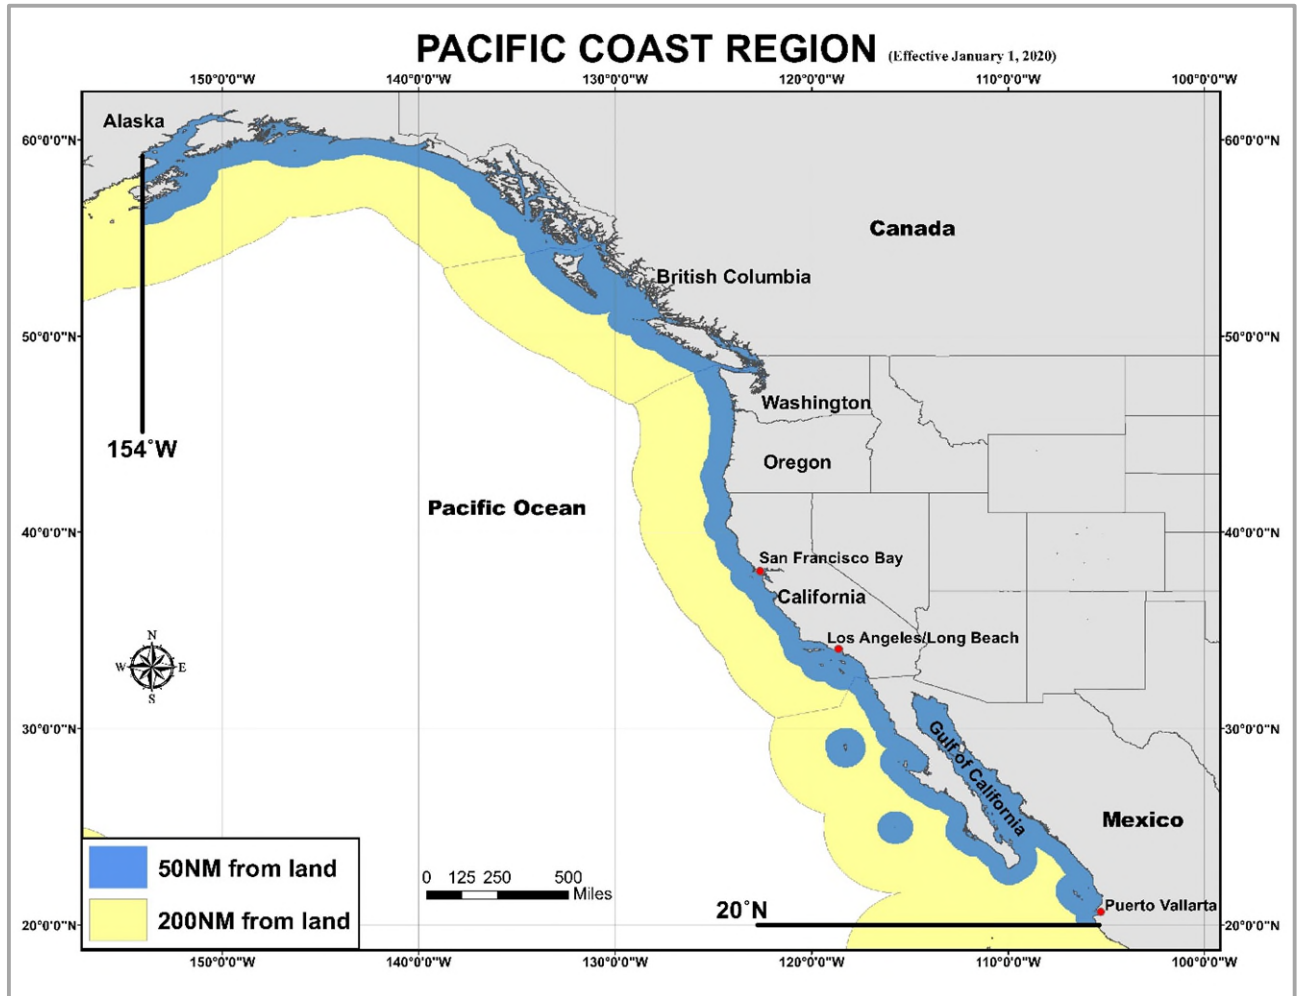 PACIFIC COAST REGION (Effective January 1, 2020)
150°0'0"W 140°0'0"W 130°0'0"W 120°0'0"W 110°0'0"W 100°0'0"W
Alaska
60°0'0"N 60°0'0"N
Canada
British Columbia
50°0'0"N 50°0'0"N
Washington
154°W
Oregon
Pacific Ocean
40°0'0"N 40°0'0"N
San Francisco Bay
California
Los Angeles/Long Beach
N
W E
S
30°0'0"N 30°0'0"N
Gulf of California
Mexico
50NM from land
0 125 250 500
Miles
200NM from land
20°N
Puerto Vallarta
20°0'0"N 20°0'0"N
150°0'0"W 140°0'0"W 130°0'0"W 120°0'0"W 110°0'0"W 100°0'0"W